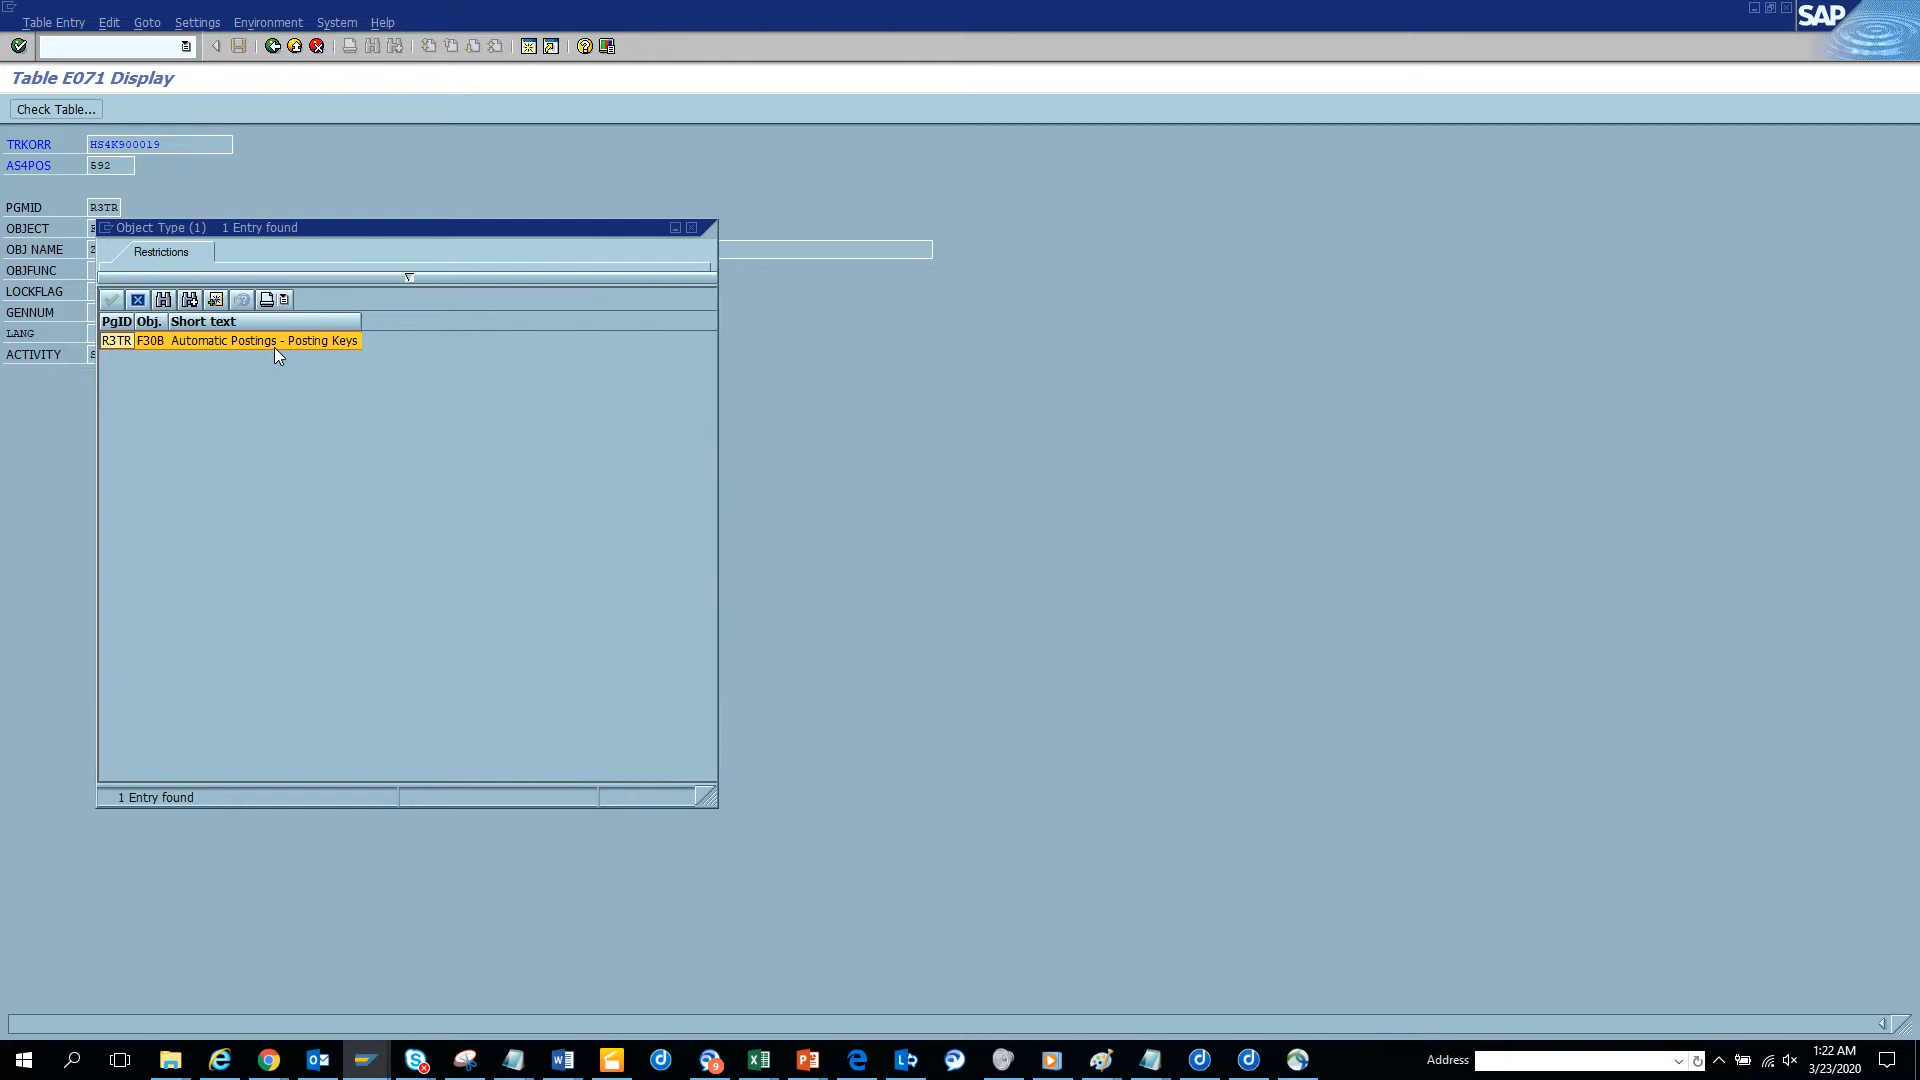 Table Entry Edit Goto Settings Environment System Help
SAP
Table E071 Display
Check Table...
TRKORR HS4K900019
AS4POS 592
PGMID R3TR
OBJECT
OBJ NAME
OBJFUNC
LOCKFLAG
GENNUM
LANG
ACTIVITY
Object Type (1) 1 Entry found
Restrictions
PgID Obj. Short text
R3TR F30B Automatic Postings - Posting Keys
1 Entry found
9
Address
1:22 AM
3/23/2020